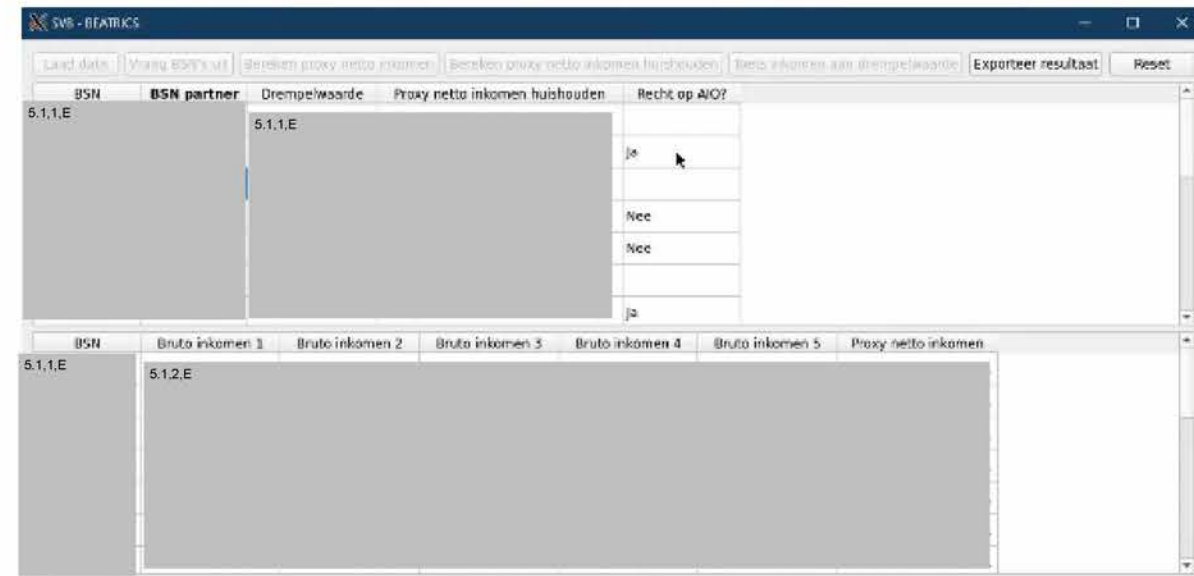 SVB - BEATRICS
Laad data Vraag BSN's uit Bereken proxy netto inkomen Bereken proxy netto inkomen huishouden Toets inkomen aan drempelwaarde Exporteer resultaat Reset
BSN BSN partner Drempelwaarde Proxy netto inkomen huishouden Recht op AIO?
5.1,1,E
5.1,1,E
Ja
Nee
Nee
Ja
BSN Bruto inkomen 1 Bruto inkomen 2 Bruto inkomen 3 Bruto inkomen 4 Bruto inkomen 5 Proxy netto inkomen
5.1,1,E
5.1,2,E